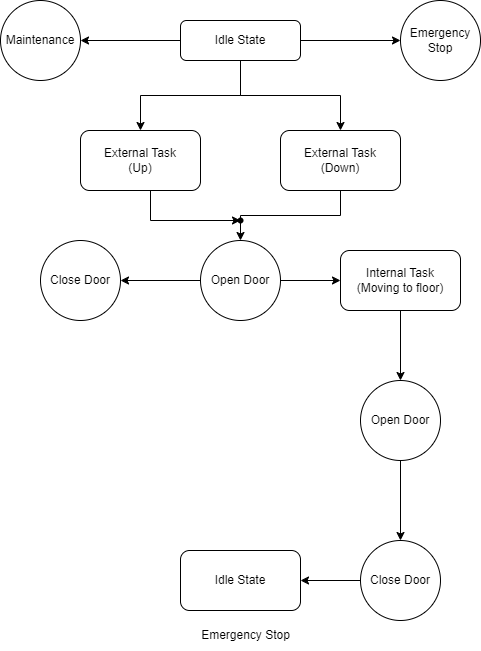 Maintenance
Idle State
Emergency
Stop
External Task
(Up)
External Task
(Down)
Close Door
Open Door
Internal Task
(Moving to floor)
Open Door
Idle State
Close Door
Emergency Stop